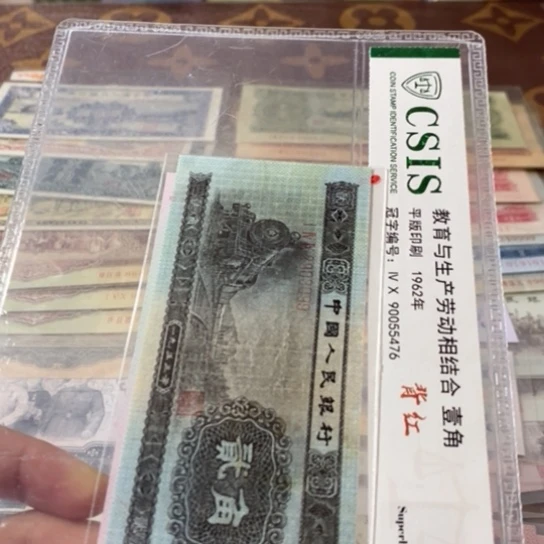 CSIS
COIN STAMP IDENTIFICATION SERVICE
教育与生产劳动相结合 壹角
平版印刷 1962年
冠字编号： IV X 90055476
背红
中國人民銀行
貳角